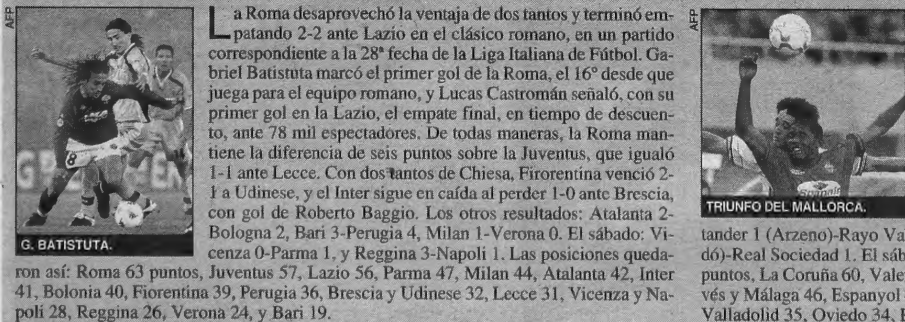 AFP
G. BATISTUTA.
La Roma desaprovechó la ventaja de dos tantos y terminó em-
patando 2-2 ante Lazio en el clásico romano, en un partido
correspondiente a la 28ª fecha de la Liga Italiana de Fútbol. Ga-
briel Batistuta marcó el primer gol de la Roma, el 16º desde que
juega para el equipo romano, y Lucas Castromán señaló, con su
primer gol en la Lazio, el empate final, en tiempo de descuen-
to, ante 78 mil espectadores. De todas maneras, la Roma man-
tiene la diferencia de seis puntos sobre la Juventus, que igualó
1-1 ante Lecce. Con dos tantos de Chiesa, Firorentina venció 2-
1 a Udinese, y el Inter sigue en caída al perder 1-0 ante Brescia,
con gol de Roberto Baggio. Los otros resultados: Atalanta 2-
Bologna 2, Bari 3-Perugia 4, Milan 1-Verona 0. El sábado: Vi-
cenza 0-Parma 1, y Reggina 3-Napoli 1. Las posiciones queda-
ron así: Roma 63 puntos, Juventus 57, Lazio 56, Parma 47, Milan 44, Atalanta 42, Inter
41, Bolonia 40, Fiorentina 39, Perugia 36, Brescia y Udinese 32, Lecce 31, Vicenza y Na-
poli 28, Reggina 26, Verona 24, y Bari 19.
AFP
TRIUNFO DEL MALLORCA.
tander 1 (Arzeno)-Rayo Va
dó)-Real Sociedad 1. El sáb
puntos, La Coruña 60, Vale
vés y Málaga 46, Espanyol
Valladolid 35, Oviedo 34,